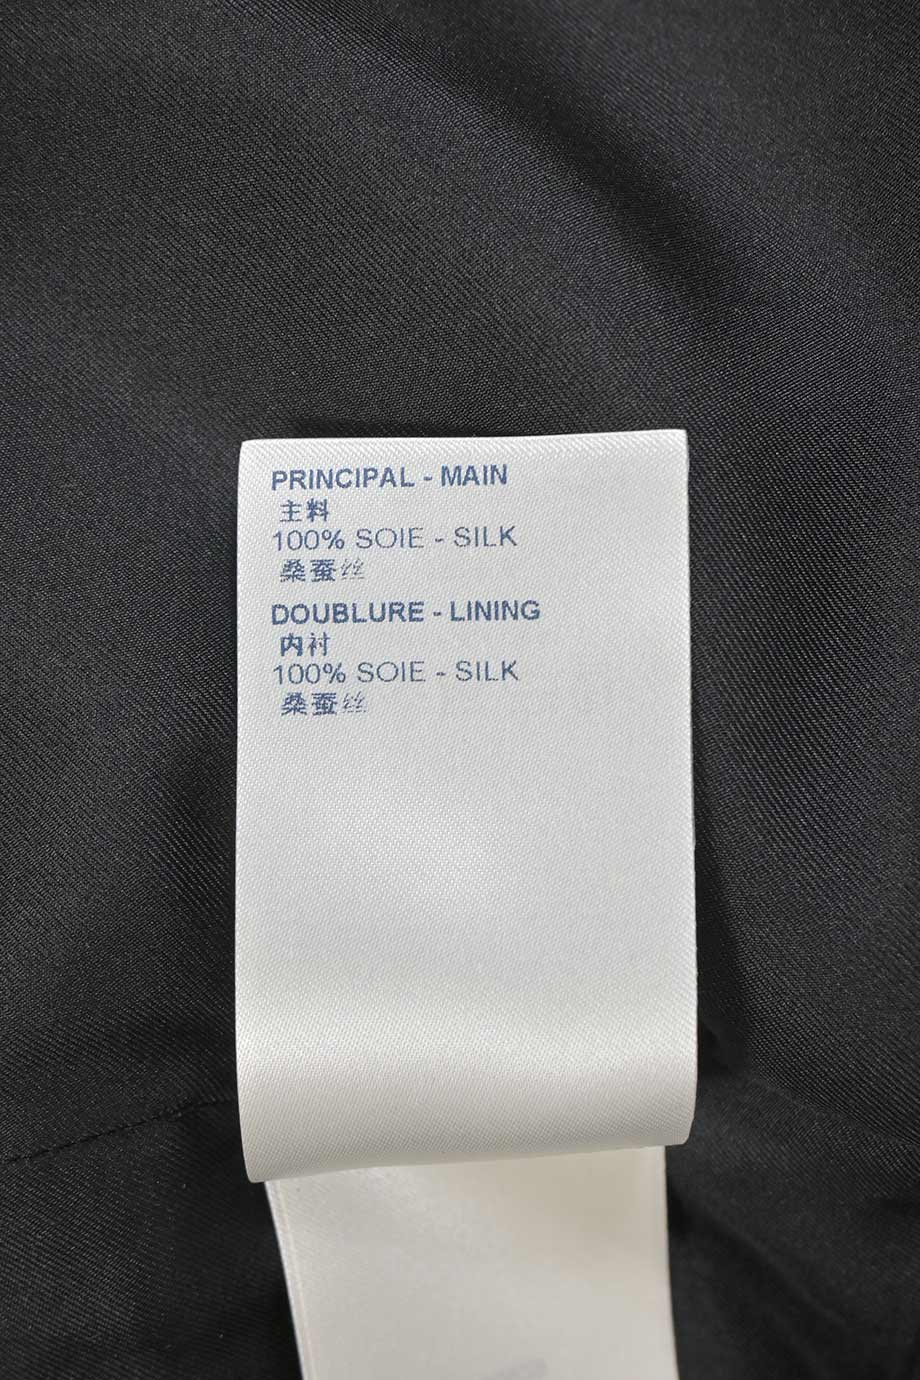 PRINCIPAL - MAIN
主料
100% SOIE - SILK
桑蚕丝
DOUBLURE - LINING
内衬
100% SOIE - SILK
桑蚕丝